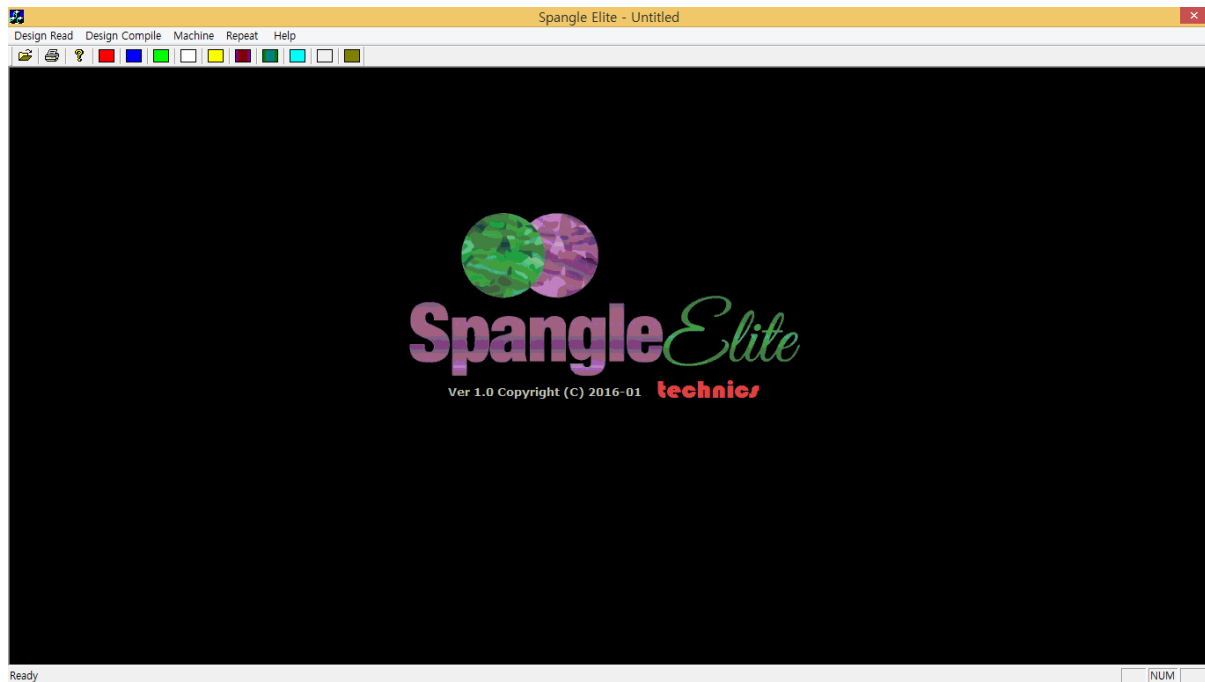 Spangle Elite - Untitled
Design Read Design Compile Machine Repeat Help
Spangle Elite
Ver 1.0 Copyright (C) 2016-01 technics
Ready NUM